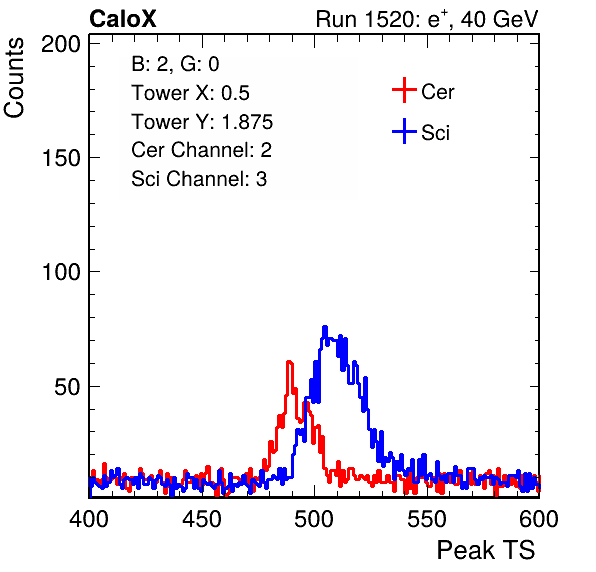 CaloX Run 1520: e⁺, 40 GeV
Counts
200
150
100
50
B: 2, G: 0
Tower X: 0.5
Tower Y: 1.875
Cer Channel: 2
Sci Channel: 3
Cer
Sci
400 450 500 550 600
Peak TS